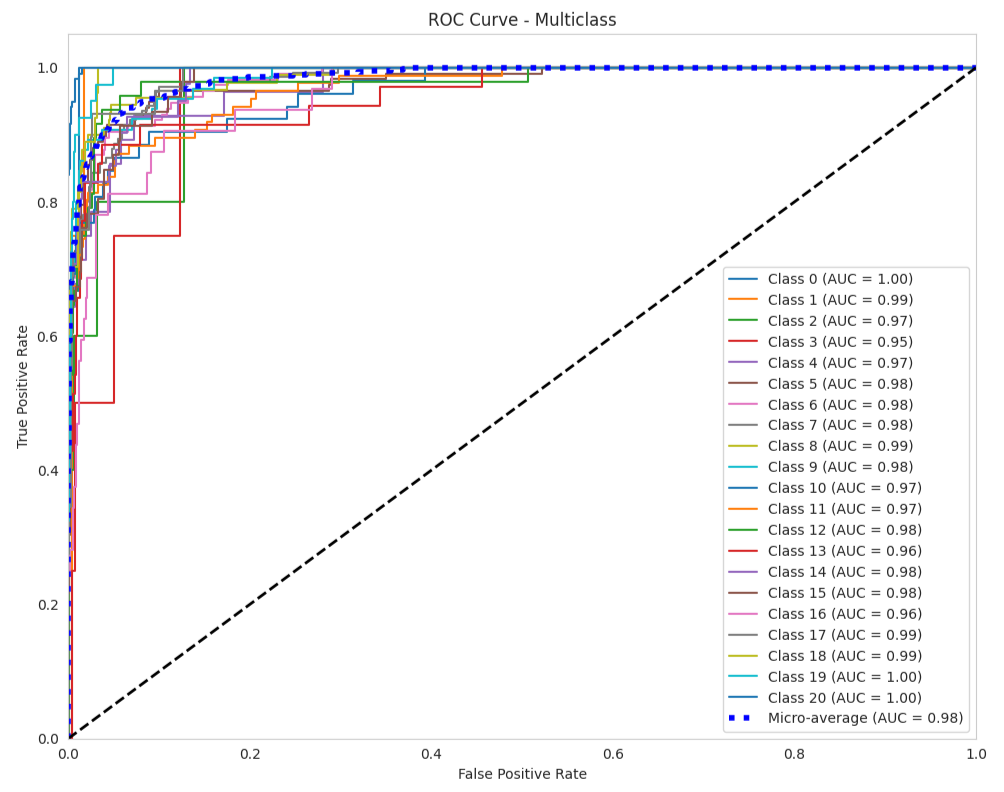 ROC Curve - Multiclass
1.0
0.8
0.6
0.4
0.2
0.0
True Positive Rate
Class 0 (AUC = 1.00)
Class 1 (AUC = 0.99)
Class 2 (AUC = 0.97)
Class 3 (AUC = 0.95)
Class 4 (AUC = 0.97)
Class 5 (AUC = 0.98)
Class 6 (AUC = 0.98)
Class 7 (AUC = 0.98)
Class 8 (AUC = 0.99)
Class 9 (AUC = 0.98)
Class 10 (AUC = 0.97)
Class 11 (AUC = 0.97)
Class 12 (AUC = 0.98)
Class 13 (AUC = 0.96)
Class 14 (AUC = 0.98)
Class 15 (AUC = 0.98)
Class 16 (AUC = 0.96)
Class 17 (AUC = 0.99)
Class 18 (AUC = 0.99)
Class 19 (AUC = 1.00)
Class 20 (AUC = 1.00)
Micro-average (AUC = 0.98)
0.0 0.2 0.4 0.6 0.8 1.0
False Positive Rate